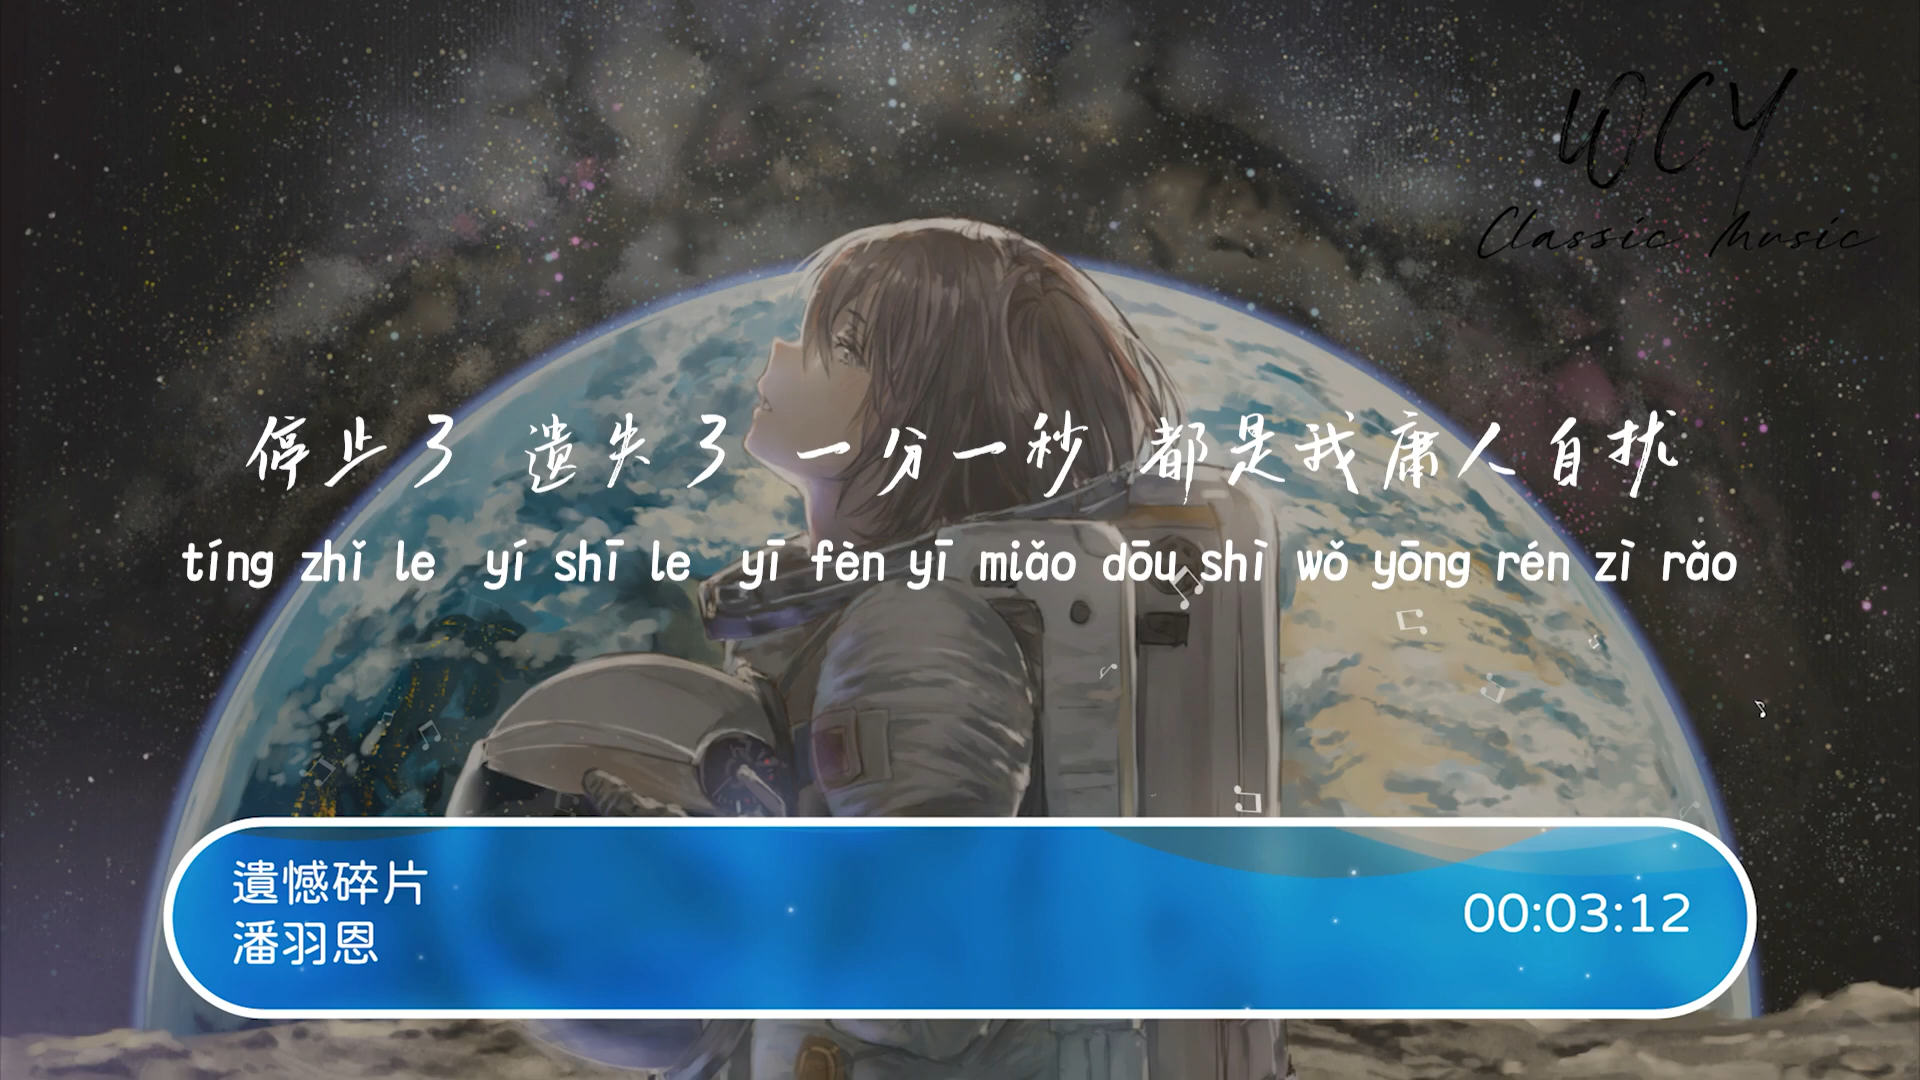 WCY
Classic Music
停止了 遗失了 一分一秒 都是我庸人自扰
tíng zhǐ le yí shī le yī fèn yī miǎo dōu shì wǒ yōng rén zì rǎo
遺憾碎片
潘羽恩
00:03:12